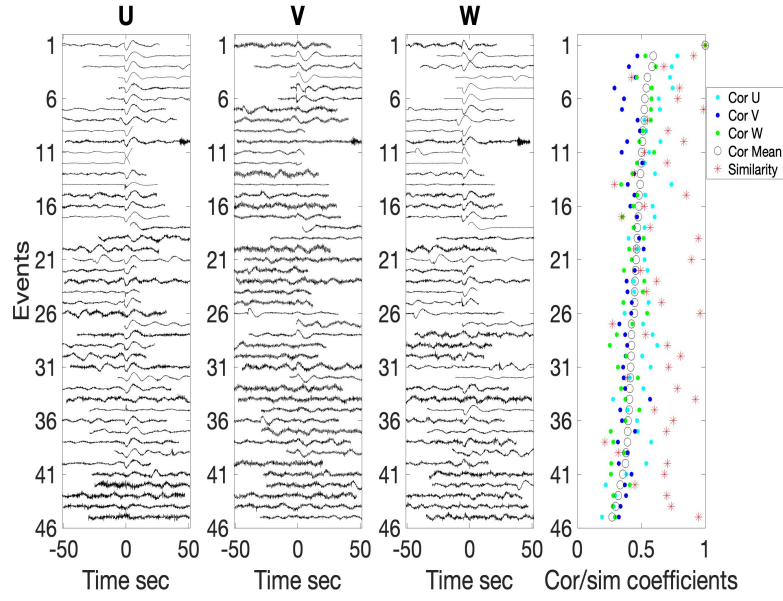 U V W
1 1 1 1
6 6 6 6
11 11 11 11
16 16 16 16
21 21 21 21
26 26 26 26
31 31 31 31
36 36 36 36
41 41 41 41
46 46 46 46
Events
Cor U
Cor V
Cor W
Cor Mean
Similarity
-50 0 50 -50 0 50 -50 0 50 0 0.5 1
Time sec Time sec Time sec Cor/sim coefficients